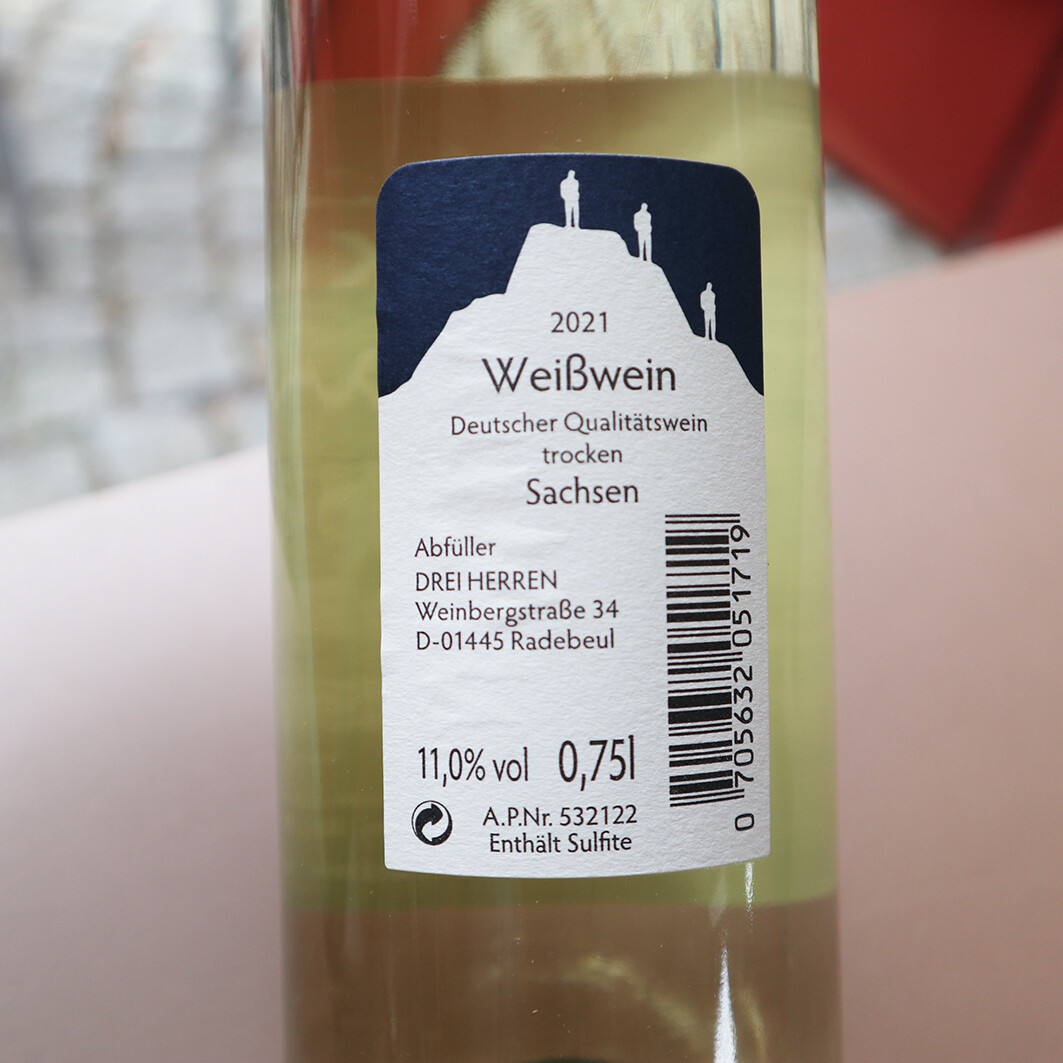 2021
Weißwein
Deutscher Qualitätswein
trocken
Sachsen
Abfüller
DREI HERREN
Weinbergstraße 34
D-01445 Radebeul
11,0% vol 0,75l
A.P.Nr. 532122
Enthält Sulfite
0 705632 051719